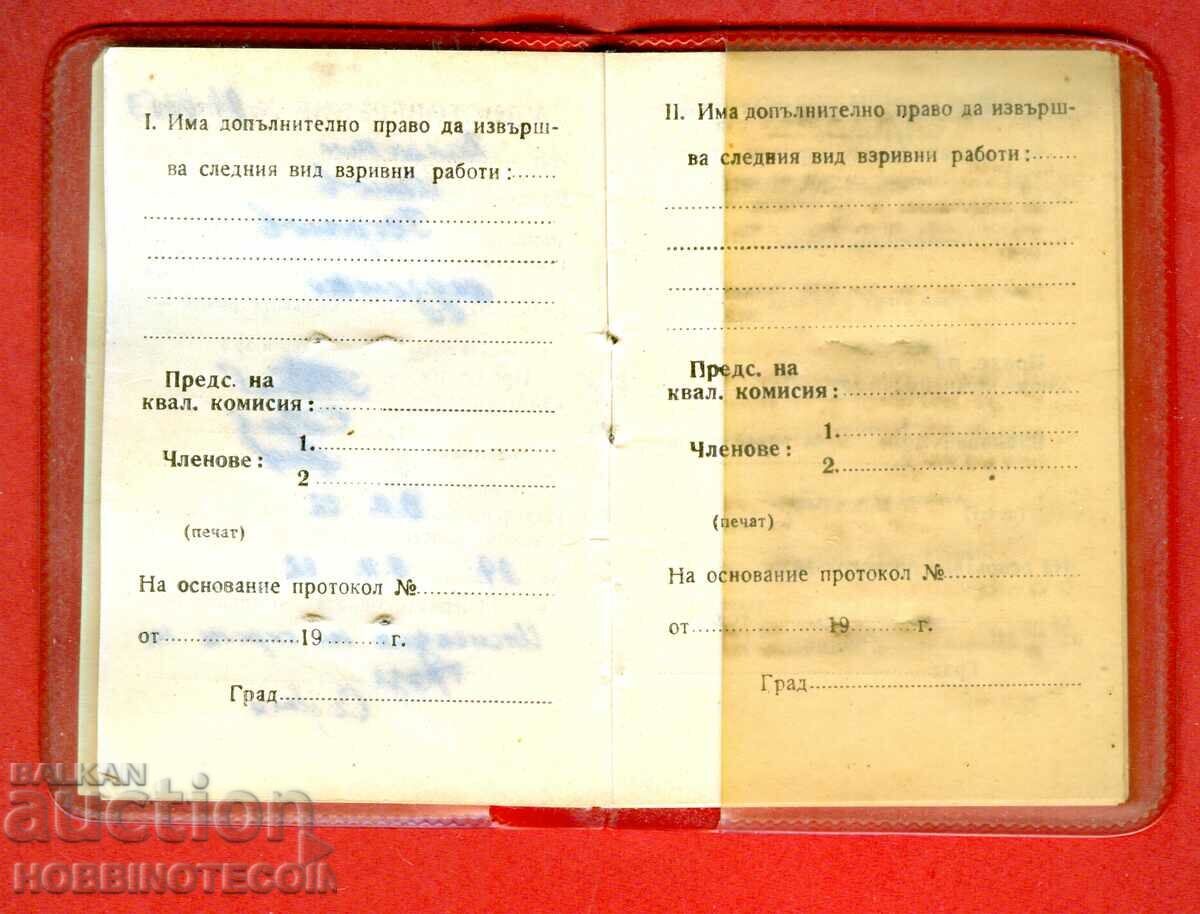 I. Има допълнително право да извърш-
ва следния вид взривни работи :
Предс. на
квал. комисия :
Членове :
1.
2
(печат)
На основание протокол №
от 19 г.
Град
II. Има допълнително право да извърш-
ва следния вид взривни работи :
Предс. на
квал. комисия :
Членове :
1.
2.
(печат)
На основание протокол №
от 19 г.
Град
BALKAN
auction
HOBBINOTECOIN